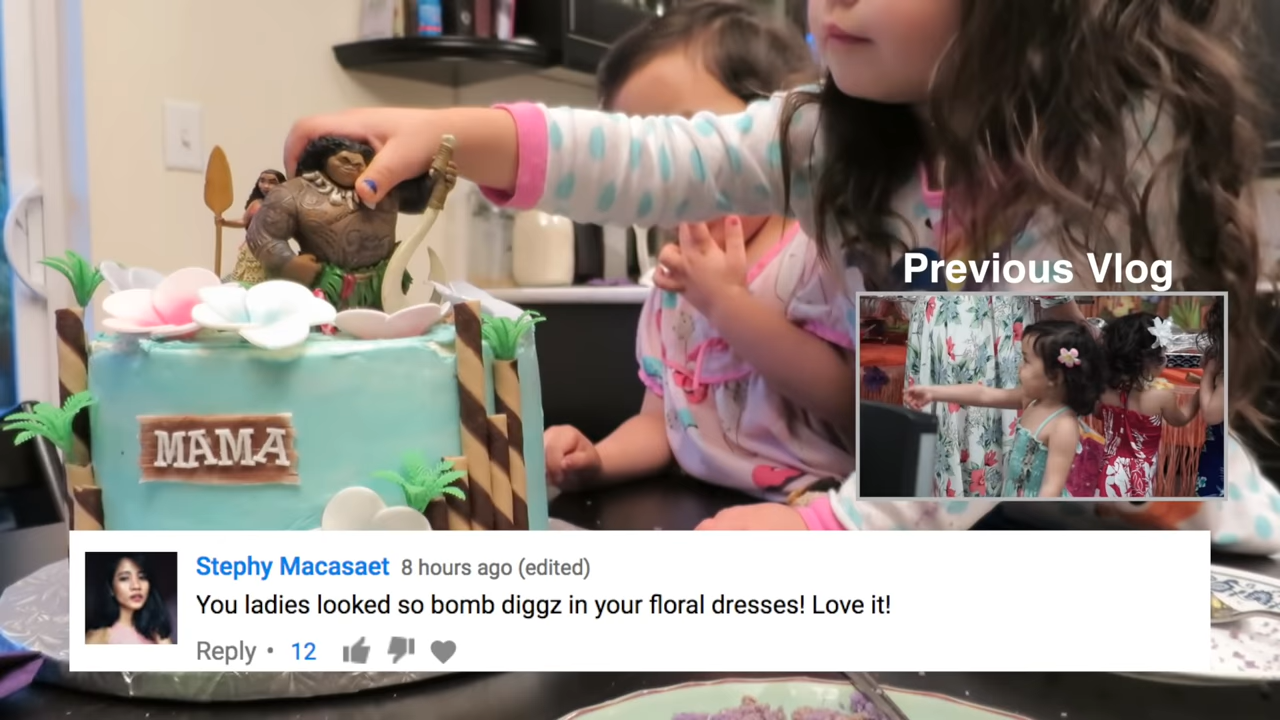 Previous Vlog
MAMA
Stephy Macasaet 8 hours ago (edited)
You ladies looked so bomb diggz in your floral dresses! Love it!
Reply • 12